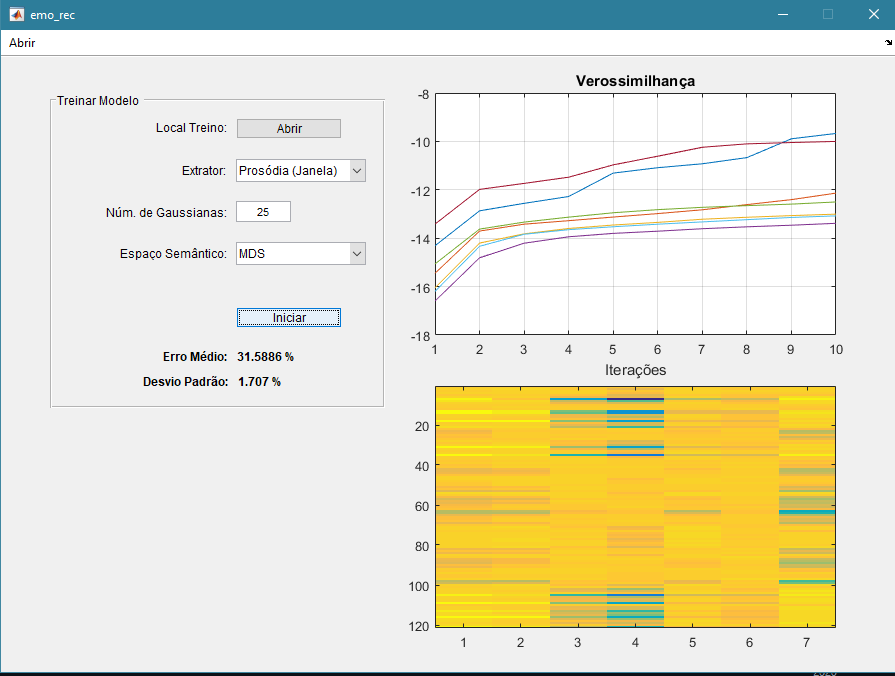 emo_rec
Abrir
Treinar Modelo
Local Treino: Abrir
Extrator: Prosódia (Janela)
Núm. de Gaussianas: 25
Espaço Semântico: MDS
Iniciar
Erro Médio: 31.5886 %
Desvio Padrão: 1.707 %
Verossimilhança
-8
-10
-12
-14
-16
-18
1 2 3 4 5 6 7 8 9 10
Iterações
20
40
60
80
100
120
1 2 3 4 5 6 7